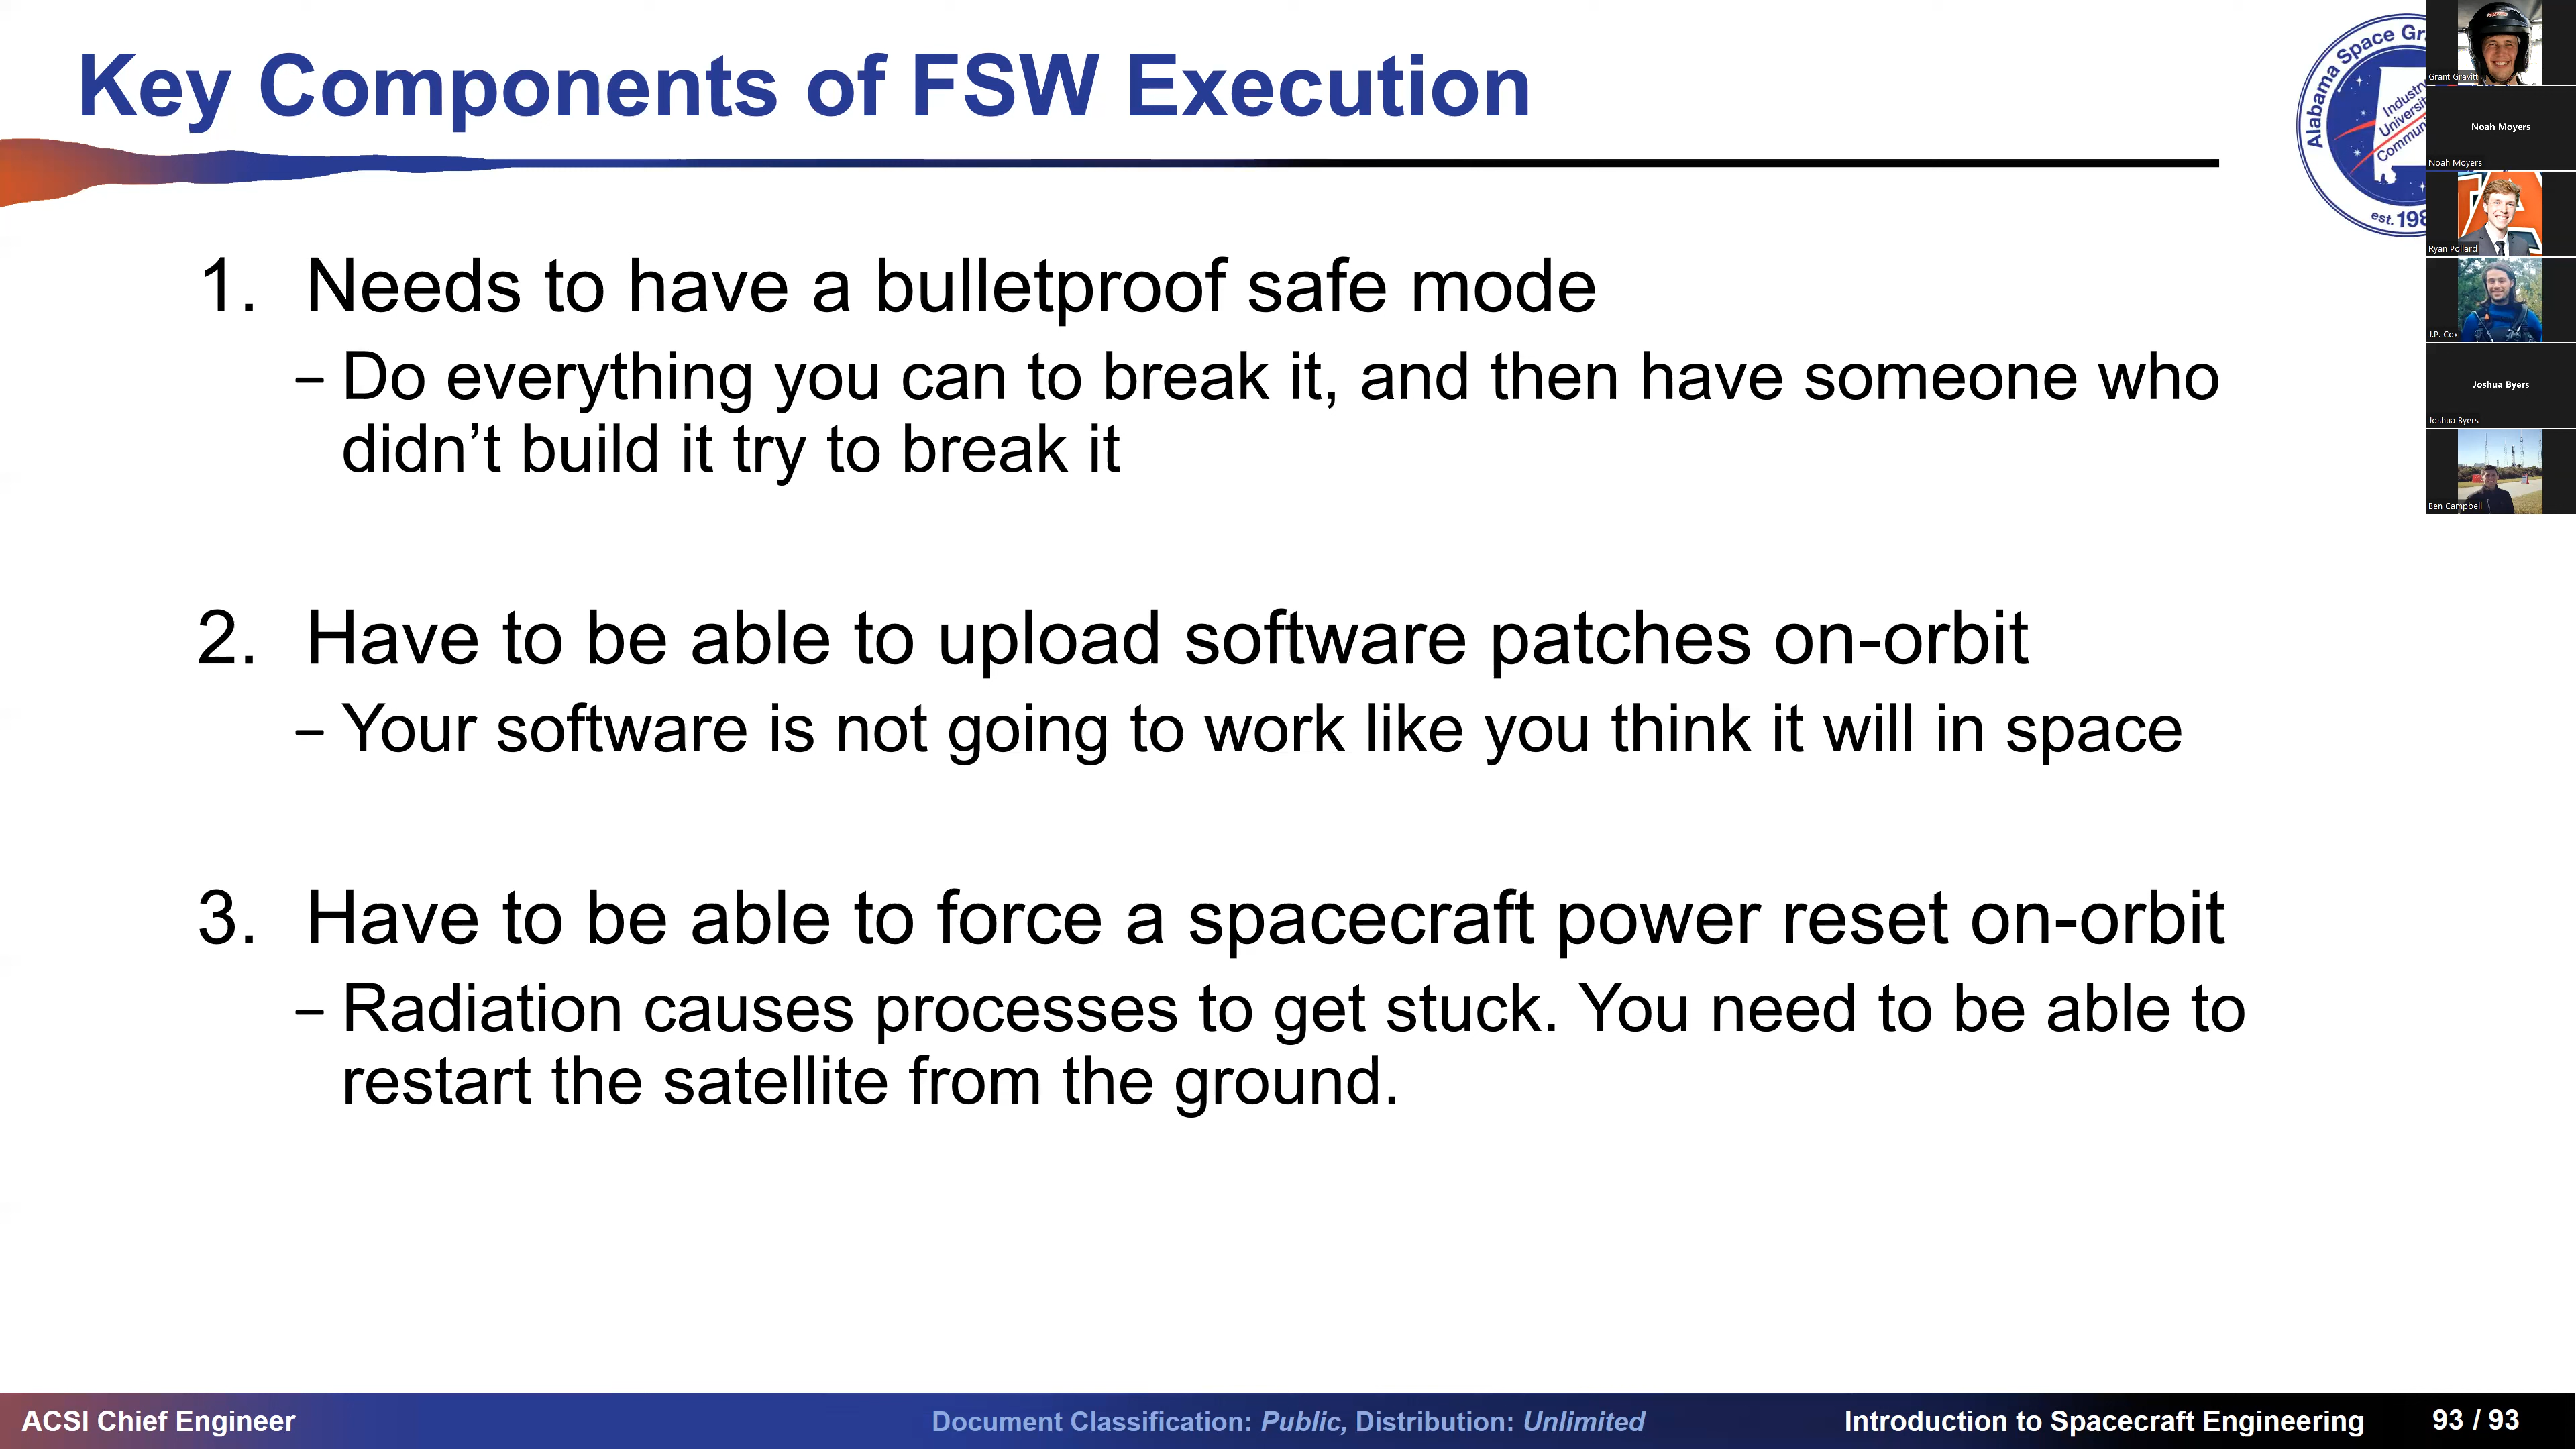 Key Components of FSW Execution
1. Needs to have a bulletproof safe mode
– Do everything you can to break it, and then have someone who
didn’t build it try to break it
2. Have to be able to upload software patches on-orbit
– Your software is not going to work like you think it will in space
3. Have to be able to force a spacecraft power reset on-orbit
– Radiation causes processes to get stuck. You need to be able to
restart the satellite from the ground.
Alabama Space
est.
Grant Gravitt
Noah Moyers
Noah Moyers
Ryan Pollard
J.P. Cox
Joshua Byers
Joshua Byers
Ben Campbell
ACSI Chief Engineer
Document Classification: Public, Distribution: Unlimited
Introduction to Spacecraft Engineering
93 / 93